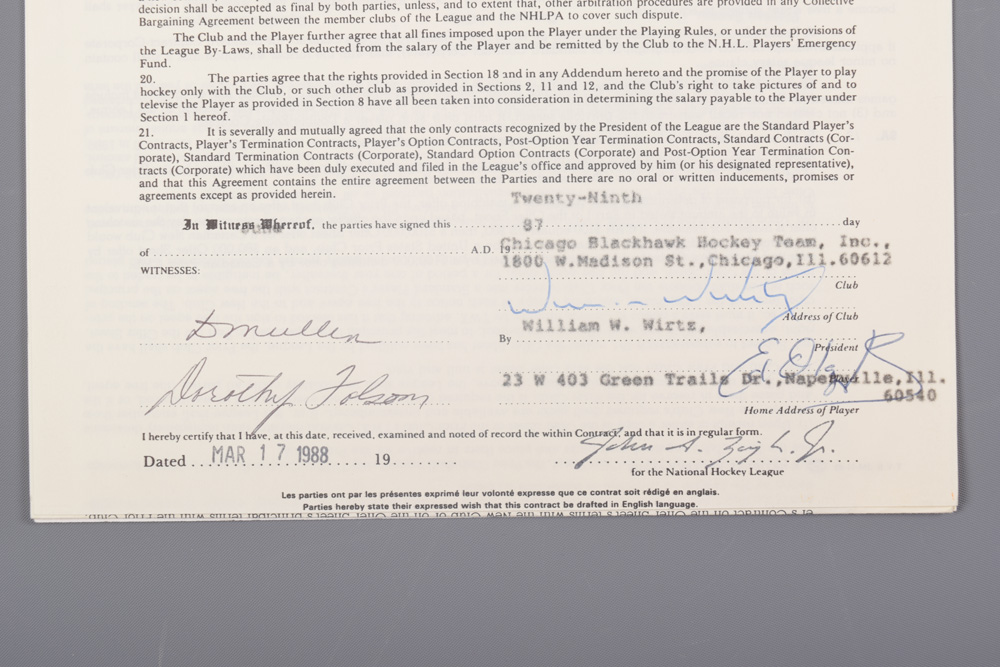 decision shall be accepted as final by both parties, unless, and to extent that, other arbitration procedures are provided in any Collective
Bargaining Agreement between the member clubs of the League and the NHLPA to cover such dispute.
The Club and the Player further agree that all fines imposed upon the Player under the Playing Rules, or under the provisions of
the League By-Laws, shall be deducted from the salary of the Player and be remitted by the Club to the N.H.L. Players' Emergency
Fund.
20. The parties agree that the rights provided in Section 18 and in any Addendum hereto and the promise of the Player to play
hockey only with the Club, or such other club as provided in Sections 2, 11 and 12, and the Club's right to take pictures of and to
televise the Player as provided in Section 8 have all been taken into consideration in determining the salary payable to the Player under
Section 1 hereof.
21. It is severally and mutually agreed that the only contracts recognized by the President of the League are the Standard Player's
Contracts, Player's Termination Contracts, Player's Option Contracts, Post-Option Year Termination Contracts, Standard Contracts (Cor-
porate), Standard Termination Contracts (Corporate), Standard Option Contracts (Corporate) and Post-Option Year Termination Con-
tracts (Corporate) which have been duly executed and filed in the League's office and approved by him (or his designated representative),
and that this Agreement contains the entire agreement between the Parties and there are no oral or written inducements, promises or
agreements except as provided herein.
Twenty-Ninth
In Witness Whereof, the parties have signed this 87 day
June
of A.D. 19
Chicago Blackhawk Hockey Team, Inc.,
1800 W.Madison St.,Chicago,Ill.60612
WITNESSES:
Club
Address of Club
D Mullen
William W. Wirtz,
By
President
23 W 403 Green Trails Dr.,Naperville,Ill.
60540
Dorothy Folsom
Home Address of Player
I hereby certify that I have, at this date, received, examined and noted of record the within Contract, and that it is in regular form.
Dated MAR 17 1988 19
John A. Ziegler Jr.
for the National Hockey League
Les parties ont par les présentes exprimé leur volonté expresse que ce contrat soit rédigé en anglais.
Parties hereby state their expressed wish that this contract be drafted in English language.